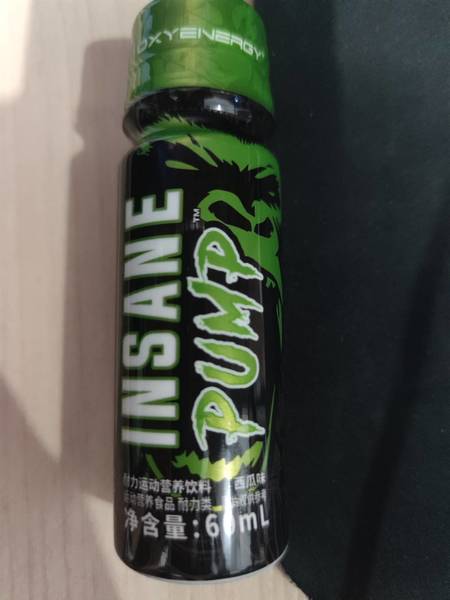 OXYENERGY
INSANE
PUMP™
耐力运动营养饮料 西瓜味
运动营养食品 耐力类
净含量:60mL